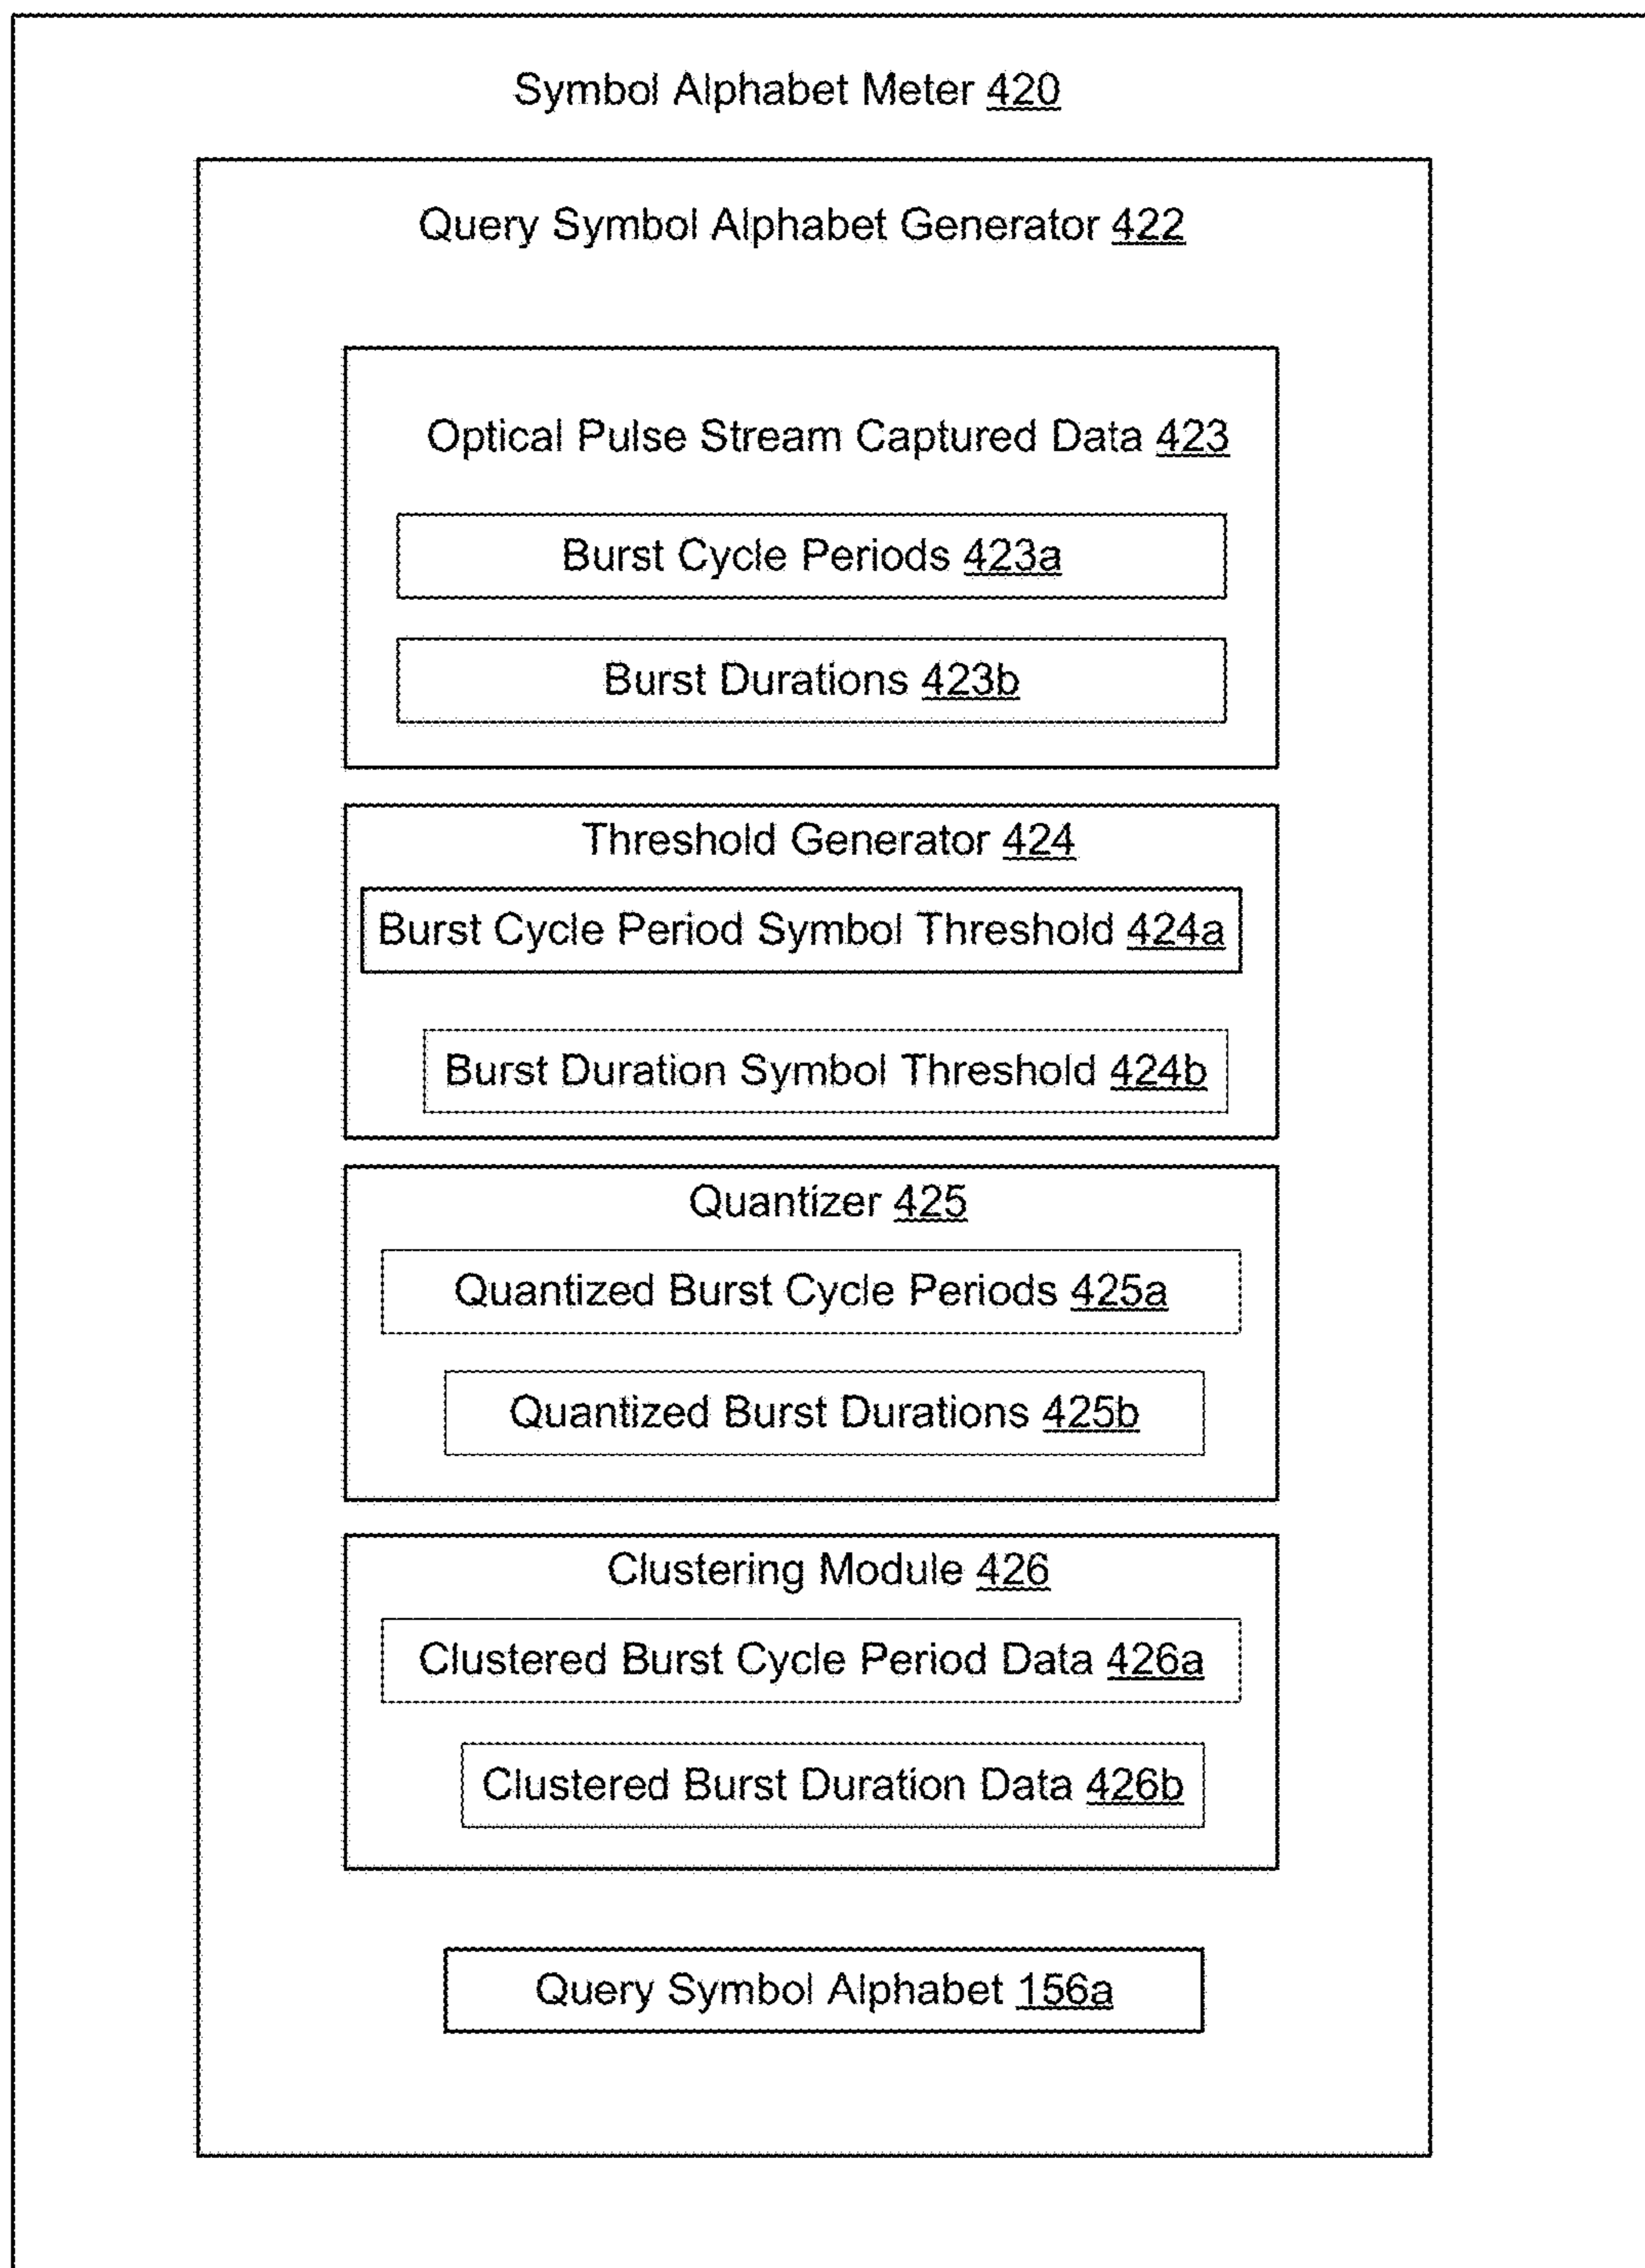 Symbol Alphabet Meter 420
Query Symbol Alphabet Generator 422
Optical Pulse Stream Captured Data 423
Burst Cycle Periods 423a
Burst Durations 423b
Threshold Generator 424
Burst Cycle Period Symbol Threshold 424a
Burst Duration Symbol Threshold 424b
Quantizer 425
Quantized Burst Cycle Periods 425a
Quantized Burst Durations 425b
Clustering Module 426
Clustered Burst Cycle Period Data 426a
Clustered Burst Duration Data 426b
Query Symbol Alphabet 156a